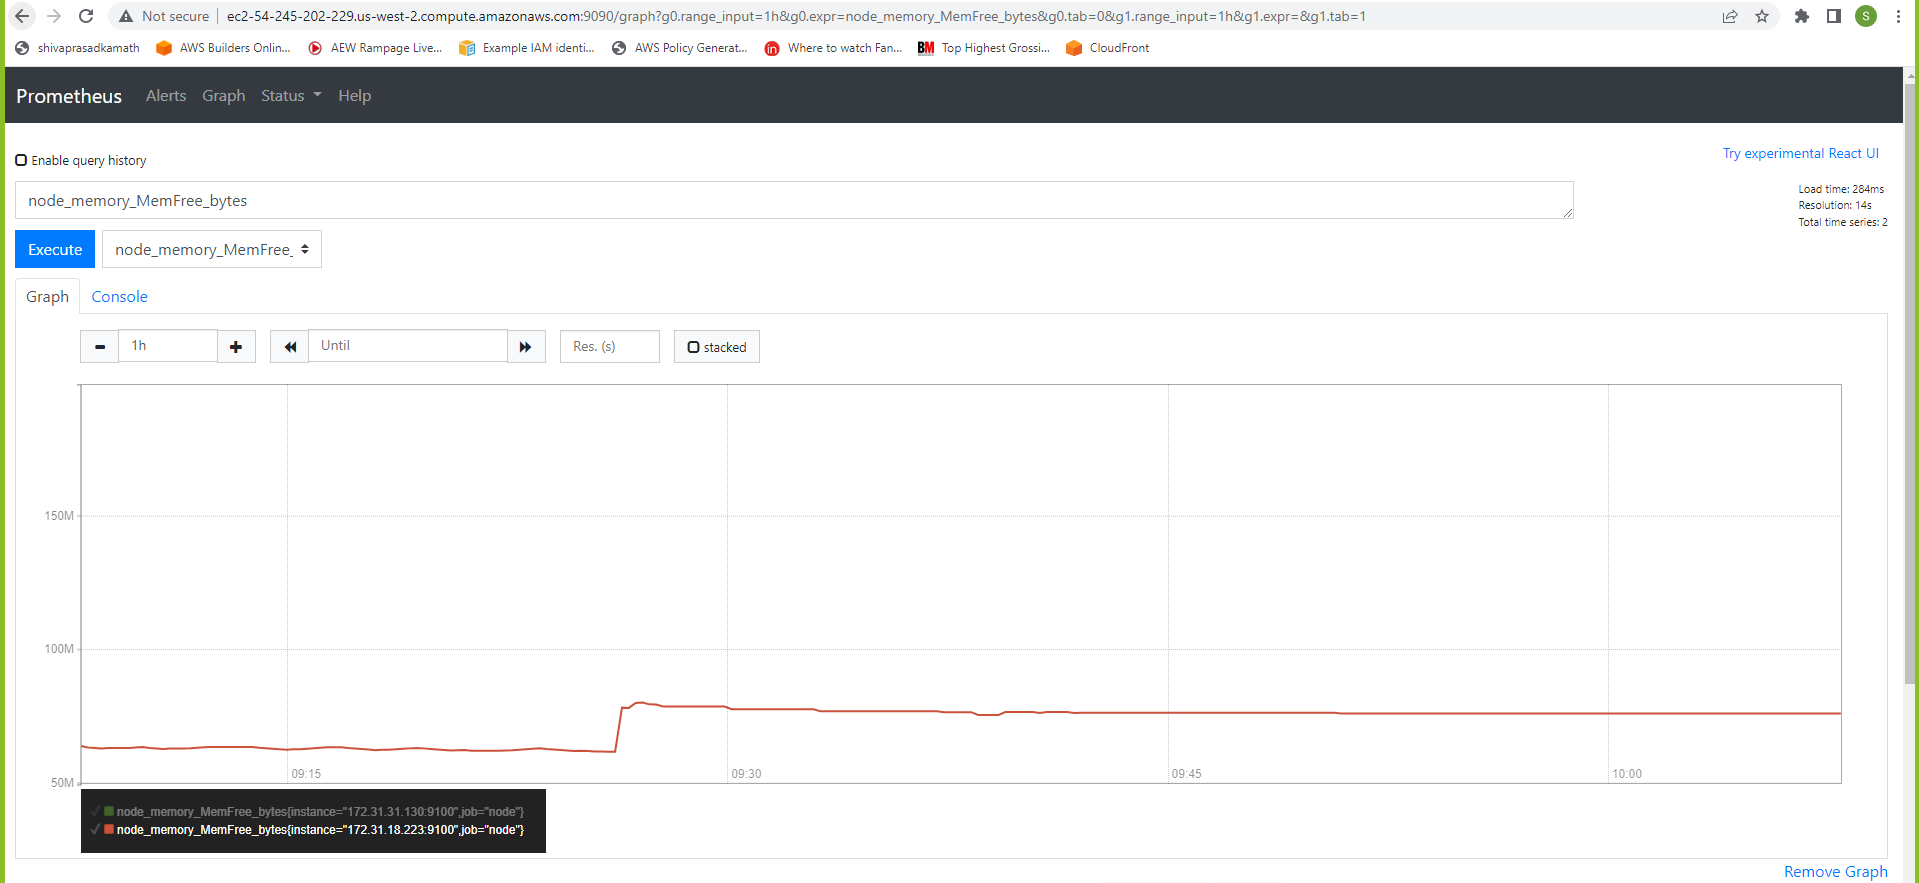 Not secure ec2-54-245-202-229.us-west-2.compute.amazonaws.com:9090/graph?g0.range_input=1h&g0.expr=node_memory_MemFree_bytes&g0.tab=0&g1.range_input=1h&g1.expr=&g1.tab=1
S
shivaprasadkamath AWS Builders Onlin... AEW Rampage Live... Example IAM identi... AWS Policy Generat... in Where to watch Fan... BM Top Highest Grossi... CloudFront
Prometheus Alerts Graph Status Help
Enable query history
Try experimental React UI
node_memory_MemFree_bytes
Load time: 284ms
Resolution: 14s
Total time series: 2
Execute node_memory_MemFree_
Graph Console
1h Until Res. (s) stacked
150M
100M
50M
09:15 09:30 09:45 10:00
node_memory_MemFree_bytes{instance="172.31.31.130:9100",job="node"}
node_memory_MemFree_bytes{instance="172.31.18.223:9100",job="node"}
Remove Graph